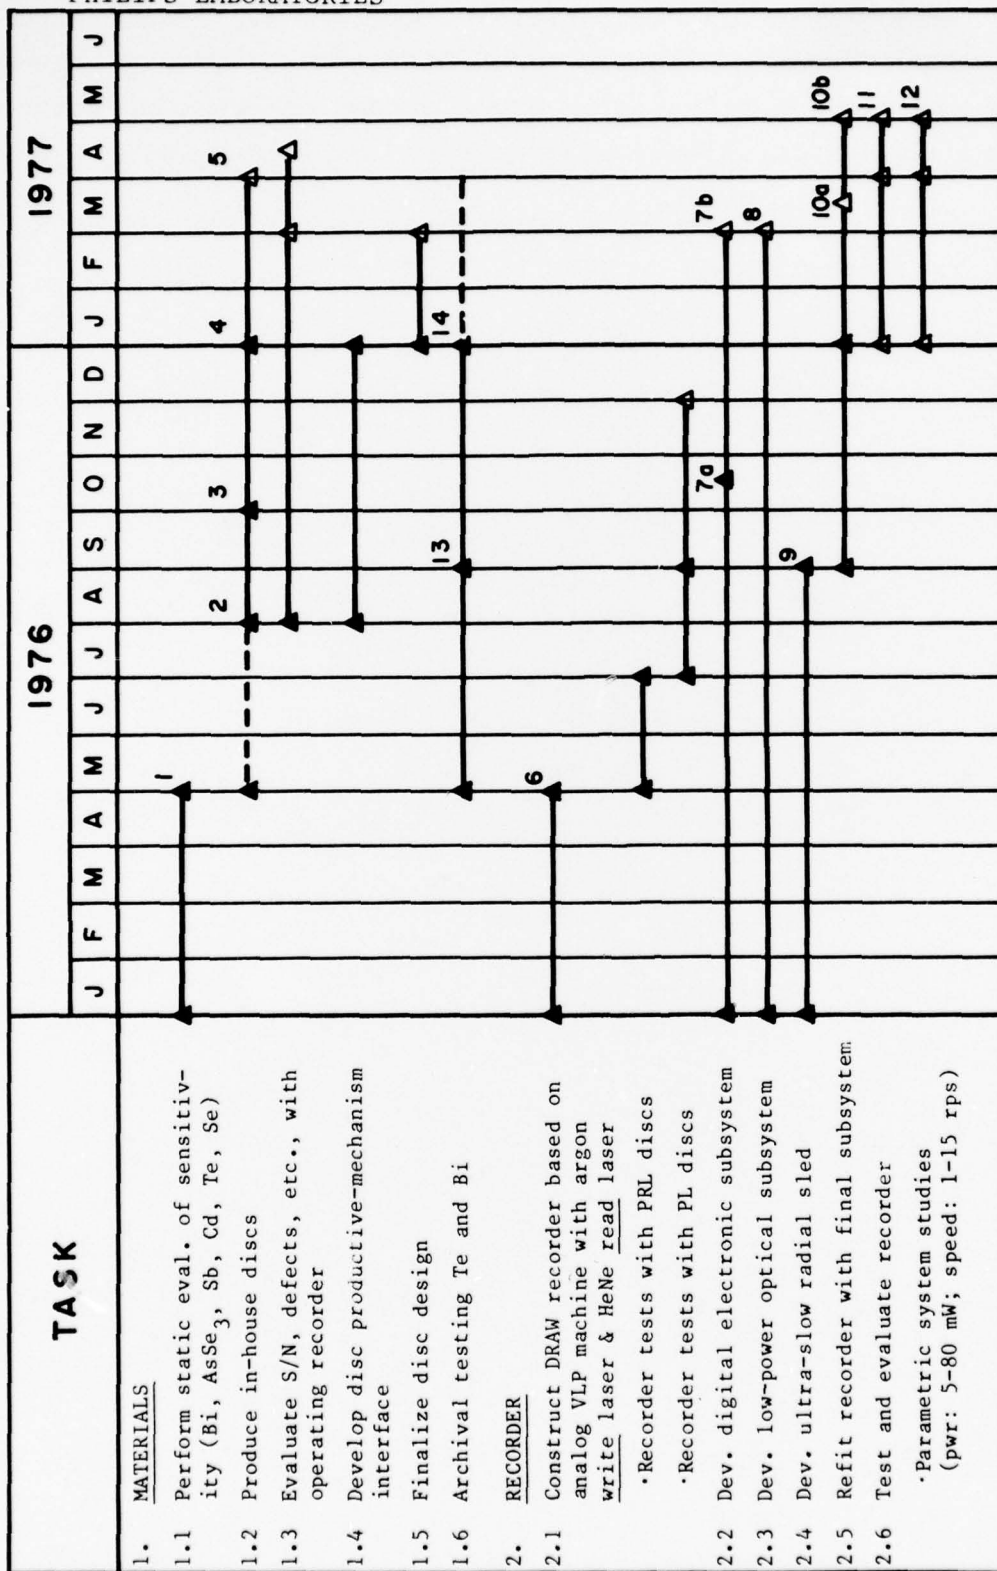 PHILIPS LABORATORIES
TASK
1976
1977
J F M A M J J A S O N D J F M A M J
1. MATERIALS
1.1 Perform static eval. of sensitiv-
ity (Bi, AsSe3, Sb, Cd, Te, Se)
1
1.2 Produce in-house discs
2 3 4 5
1.3 Evaluate S/N, defects, etc., with
operating recorder
1.4 Develop disc productive-mechanism
interface
1.5 Finalize disc design
1.6 Archival testing Te and Bi
13 14
2. RECORDER
2.1 Construct DRAW recorder based on
analog VLP machine with argon
write laser & HeNe read laser
6
·Recorder tests with PRL discs
·Recorder tests with PL discs
2.2 Dev. digital electronic subsystem
7a 7b
2.3 Dev. low-power optical subsystem
8
2.4 Dev. ultra-slow radial sled
9
2.5 Refit recorder with final subsystem
10a 10b
2.6 Test and evaluate recorder
11
·Parametric system studies
(pwr: 5-80 mW; speed: 1-15 rps)
12